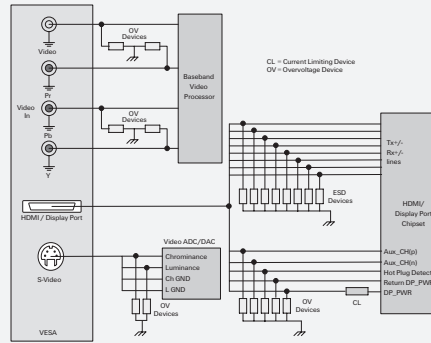 Video
Pr
Video
In
Pb
Y
HDMI / Display Port
S-Video
VESA
OV
Devices
OV
Devices
Baseband
Video
Processor
CL = Current Limiting Device
OV = Overvoltage Device
Tx+/-
Rx+/-
lines
ESD
Devices
HDMI/
Display Port
Chipset
Video ADC/DAC
Chrominance
Luminance
Ch GND
L GND
OV
Devices
Aux_CH(p)
Aux_CH(n)
Hot Plug Detect
Return DP_PWR
DP_PWR
OV
Devices
CL